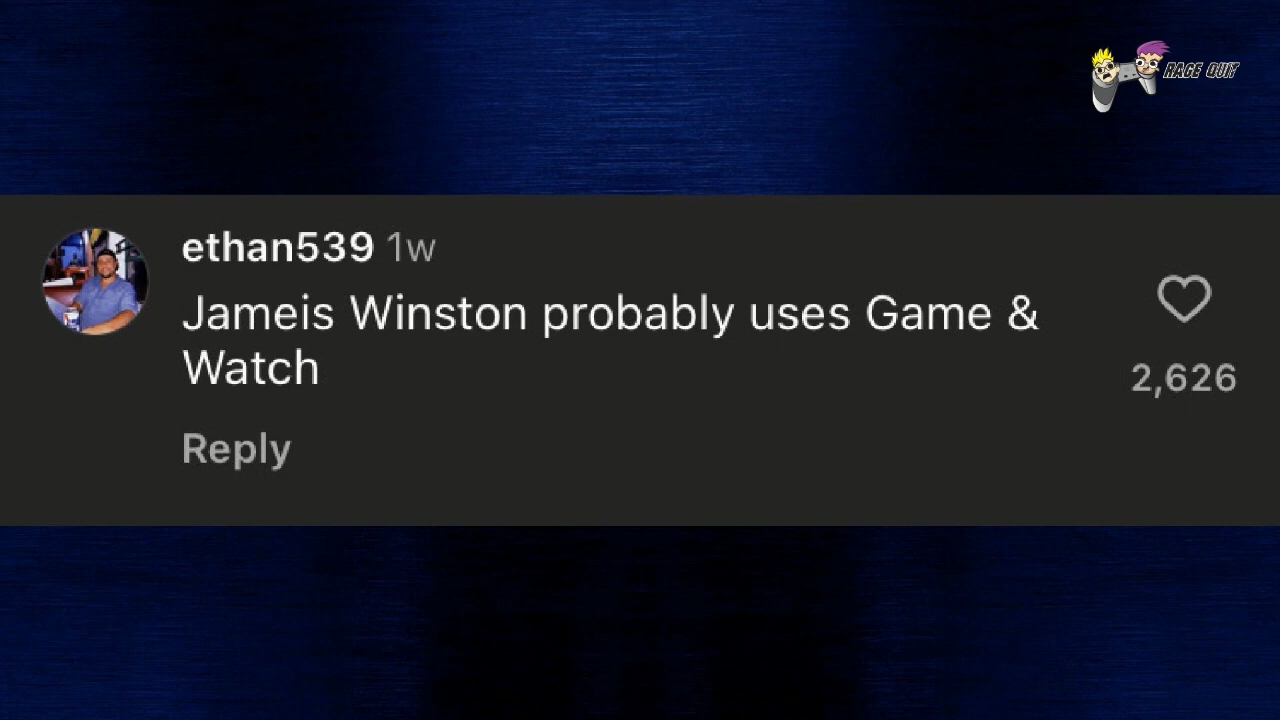 RAGE QUIT
ethan539 1w
Jameis Winston probably uses Game &
Watch
2,626
Reply